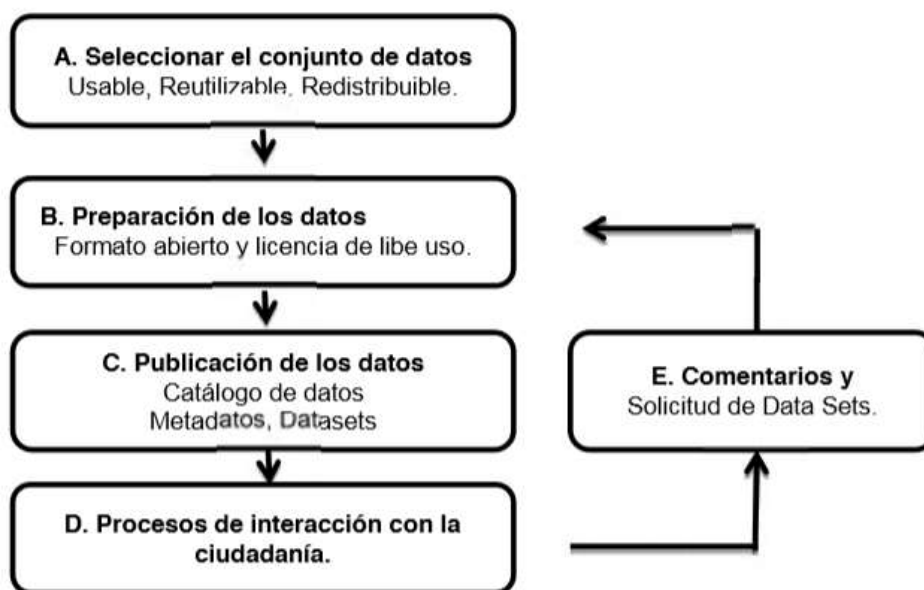 A. Seleccionar el conjunto de datos
Usable, Reutilizable, Redistribuible.
B. Preparación de los datos
Formato abierto y licencia de libe uso.
C. Publicación de los datos
Catálogo de datos
Metadatos, Datasets
E. Comentarios y
Solicitud de Data Sets.
D. Procesos de interacción con la
ciudadanía.